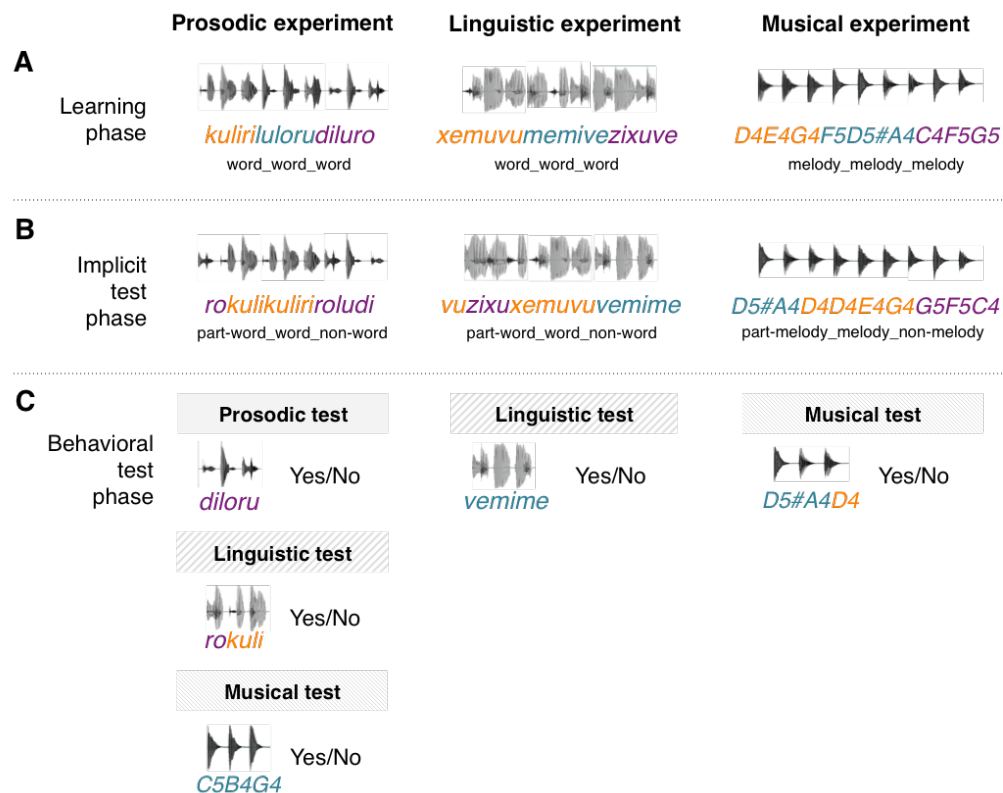 Prosodic experiment Linguistic experiment Musical experiment
A
Learning phase
kulirilulorudiluro xemuvumemivezixuve D4E4G4F5D5#A4C4F5G5
word_word_word word_word_word melody_melody_melody
B
Implicit test phase
rokulikuliriroludi vuzixuxemuvuvemime D5#A4D4D4E4G4G5F5C4
part-word_word_non-word part-word_word_non-word part-melody_melody_non-melody
C
Behavioral test phase
Prosodic test Linguistic test Musical test
Yes/No Yes/No Yes/No
diloru vemime D5#A4D4
Linguistic test
Yes/No
rokuli
Musical test
Yes/No
C5B4G4